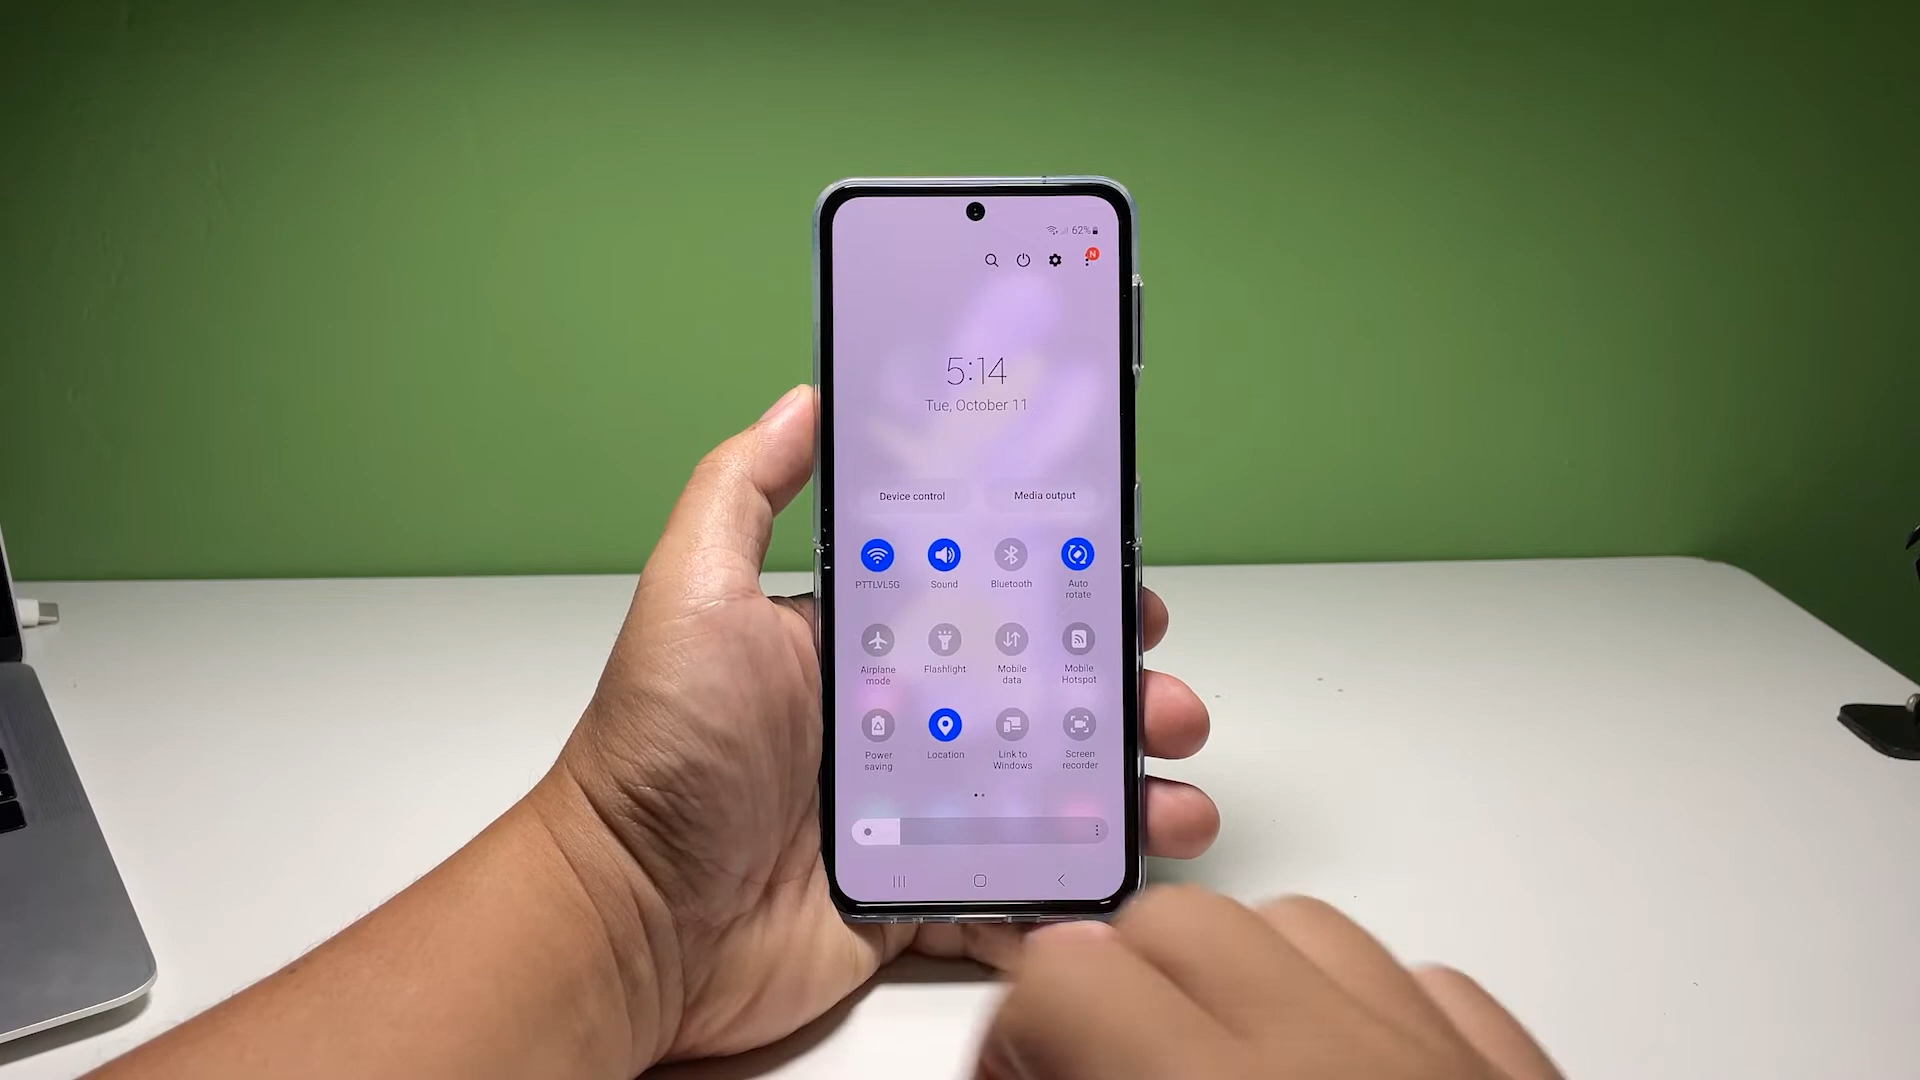 62%
N
5:14
Tue, October 11
Device control Media output
PTTLVL5G Sound Bluetooth Auto rotate
Airplane mode Flashlight Mobile data Mobile Hotspot
Power saving Location Link to Windows Screen recorder